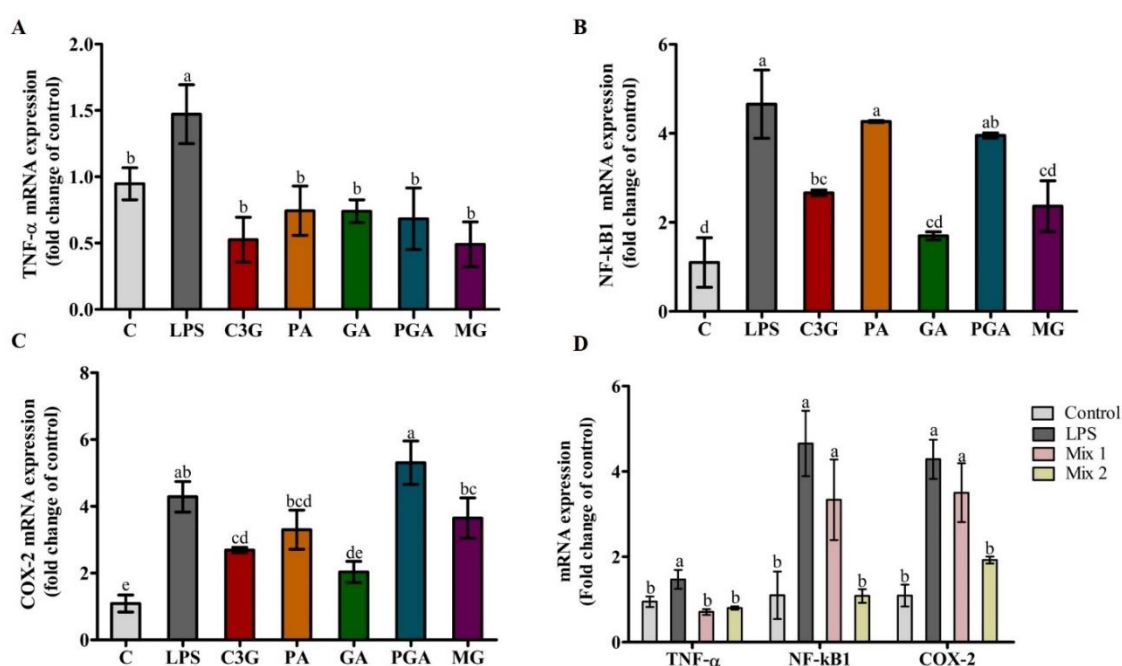 A
TNF-α mRNA expression
(fold change of control)
2.0
1.5
1.0
0.5
0.0
b
a
b
b
b
b
b
C LPS C3G PA GA PGA MG
B
NF-kB1 mRNA expression
(fold change of control)
6
4
2
0
d
a
bc
a
cd
ab
cd
C LPS C3G PA GA PGA MG
C
COX-2 mRNA expression
(fold change of control)
8
6
4
2
0
e
ab
cd
bcd
de
a
bc
C LPS C3G PA GA PGA MG
D
mRNA expression
(Fold change of control)
6
4
2
0
b
a
b
b
b
a
a
b
b
a
a
b
TNF-α NF-kB1 COX-2
Control
LPS
Mix 1
Mix 2